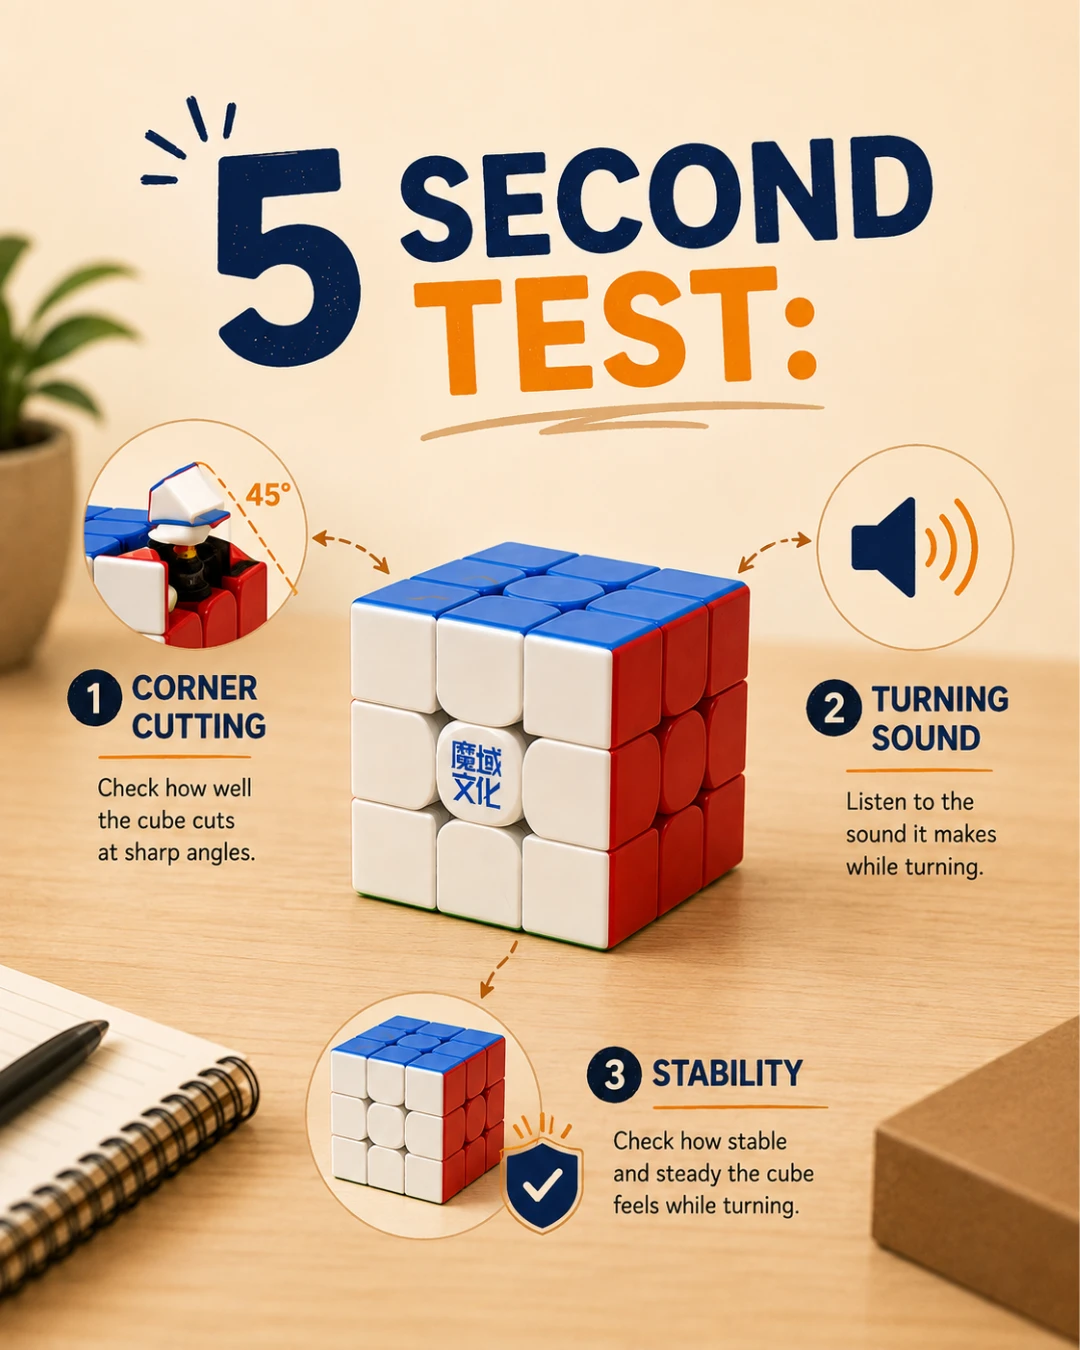 5 SECOND
TEST:
45°
1 CORNER
CUTTING
Check how well
the cube cuts
at sharp angles.
魔域
文化
2 TURNING
SOUND
Listen to the
sound it makes
while turning.
3 STABILITY
Check how stable
and steady the cube
feels while turning.